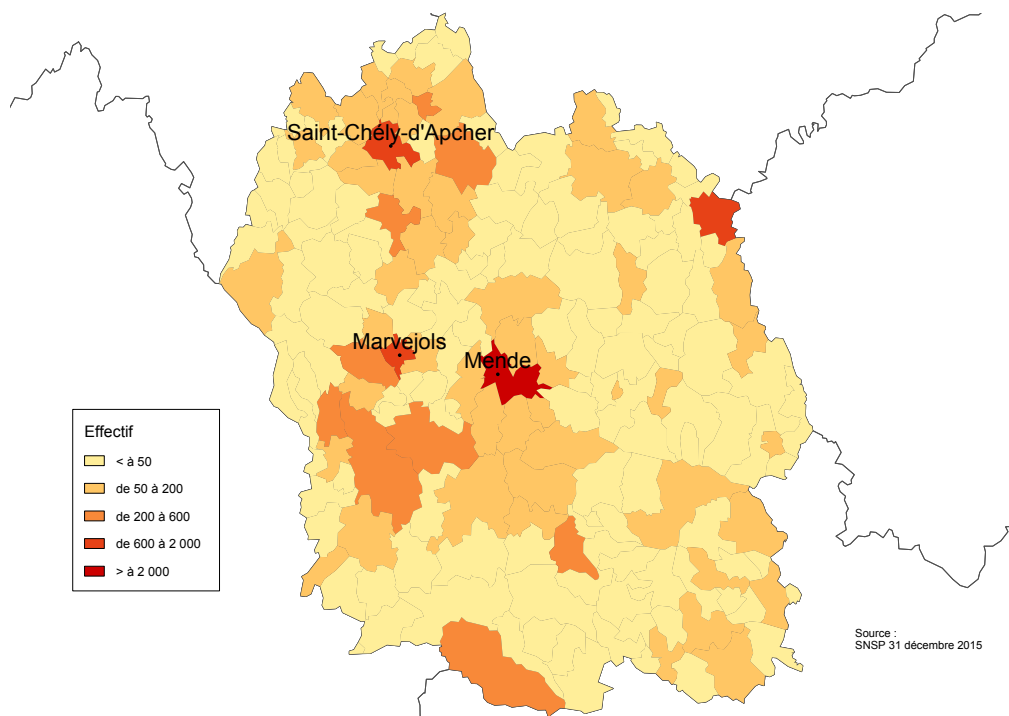 Saint-Chély-d'Apcher
Marvejols
Mende
Effectif
< à 50
de 50 à 200
de 200 à 600
de 600 à 2 000
> à 2 000
Source :
SNSP 31 décembre 2015